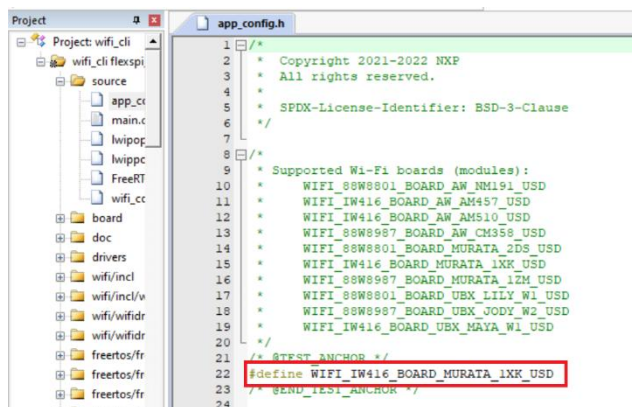 Project
Project: wifi_cli
wifi_cli flexspi_
source
app_co
main.c
lwipop
lwippc
FreeRT
wifi_cc
board
doc
drivers
wifi/incl
wifi/incl/w
wifi/wifidr
wifi/wifidr
freertos/fr
freertos/fr
freertos/fr
app_config.h
1 /*
2 * Copyright 2021-2022 NXP
3 * All rights reserved.
4 *
5 * SPDX-License-Identifier: BSD-3-Clause
6 */
7
8 /*
9 * Supported Wi-Fi boards (modules):
10 * WIFI_88W8801_BOARD_AW_NM191_USD
11 * WIFI_IW416_BOARD_AW_AM457_USD
12 * WIFI_IW416_BOARD_AW_AM510_USD
13 * WIFI_88W8987_BOARD_AW_CM358_USD
14 * WIFI_88W8801_BOARD_MURATA_2DS_USD
15 * WIFI_IW416_BOARD_MURATA_1XK_USD
16 * WIFI_88W8987_BOARD_MURATA_1ZM_USD
17 * WIFI_88W8801_BOARD_UBX_LILY_W1_USD
18 * WIFI_88W8987_BOARD_UBX_JODY_W2_USD
19 * WIFI_IW416_BOARD_UBX_MAYA_W1_USD
20 */
21 /* @TEST_ANCHOR */
22 #define WIFI_IW416_BOARD_MURATA_1XK_USD
23 /* @END_TEST_ANCHOR */
24